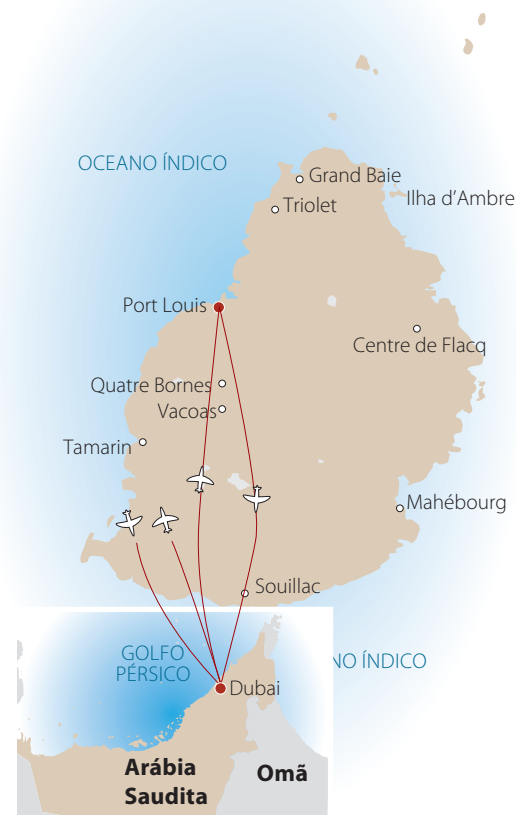 OCEANO ÍNDICO
Grand Baie
Ilha d’Ambre
Triolet
Port Louis
Centre de Flacq
Quatre Bornes
Vacoas
Tamarin
Mahébourg
Souillac
GOLFO
PÉRSICO
NO ÍNDICO
Dubai
Arábia
Saudita
Omã